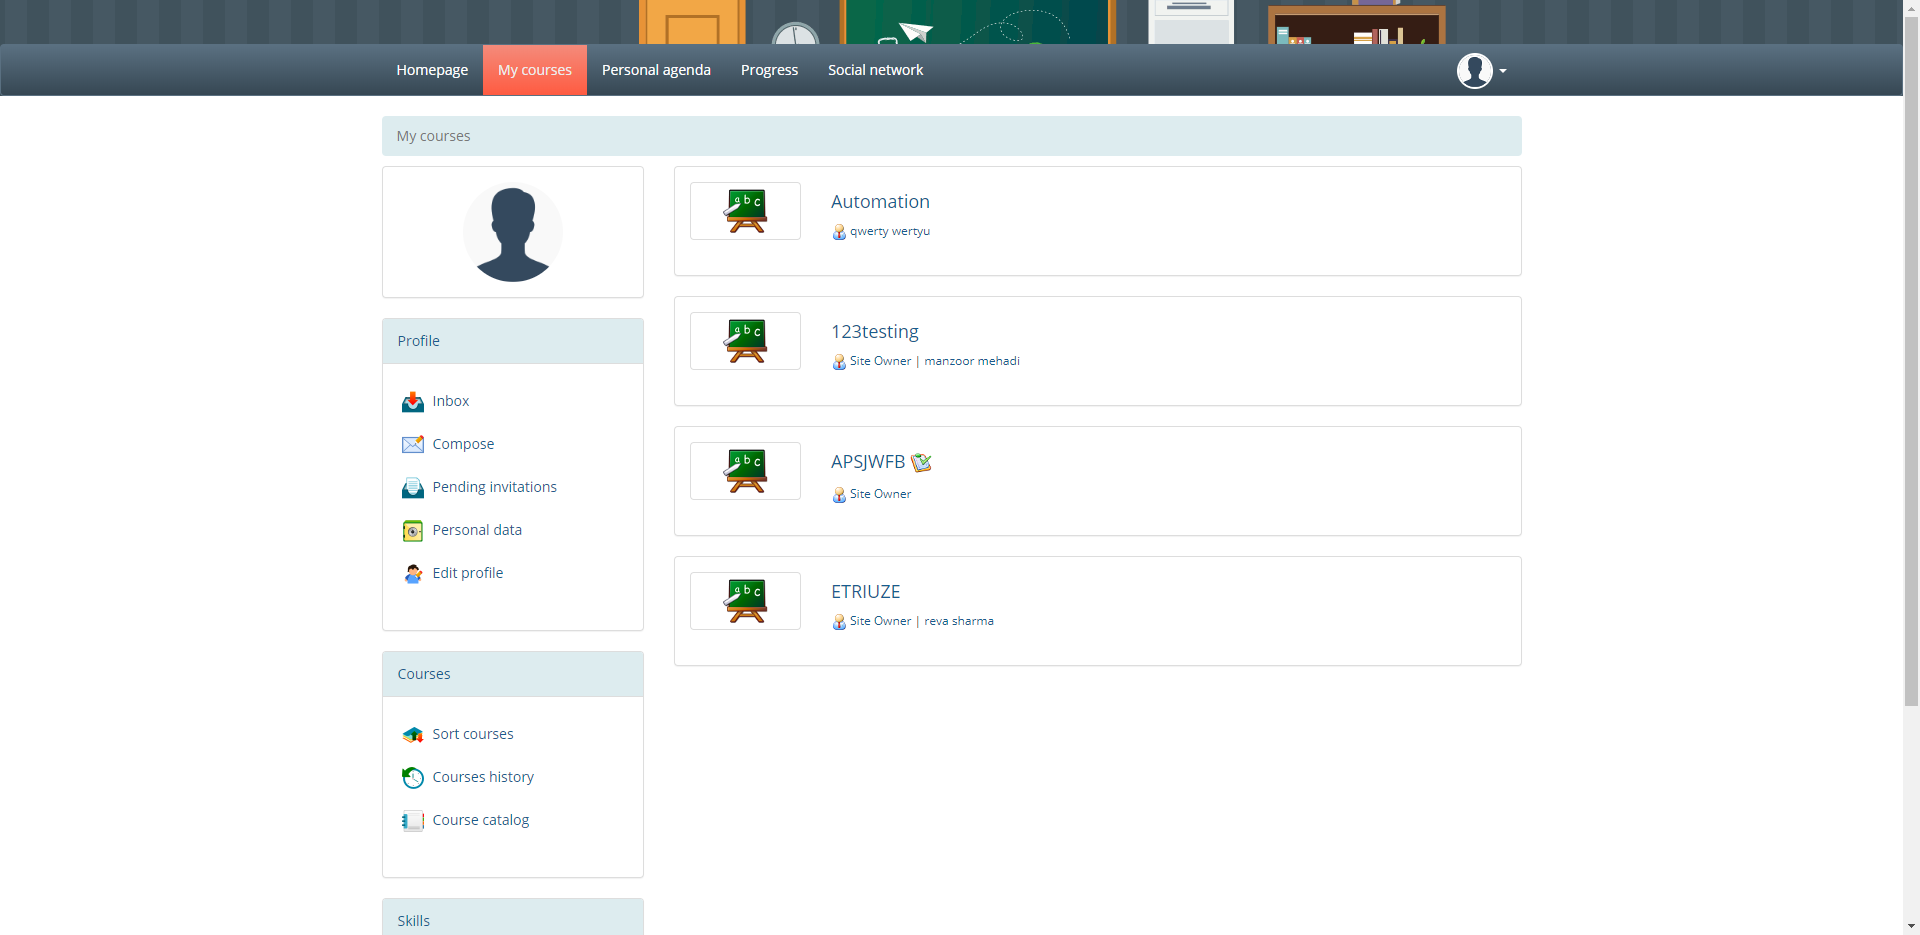 Homepage My courses Personal agenda Progress Social network
My courses
Automation
qwerty wertyu
123testing
Site Owner | manzoor mehadi
APSJWFB
Site Owner
ETRIUZE
Site Owner | reva sharma
Profile
Inbox
Compose
Pending invitations
Personal data
Edit profile
Courses
Sort courses
Courses history
Course catalog
Skills
a b c
a b c
a b c
a b c